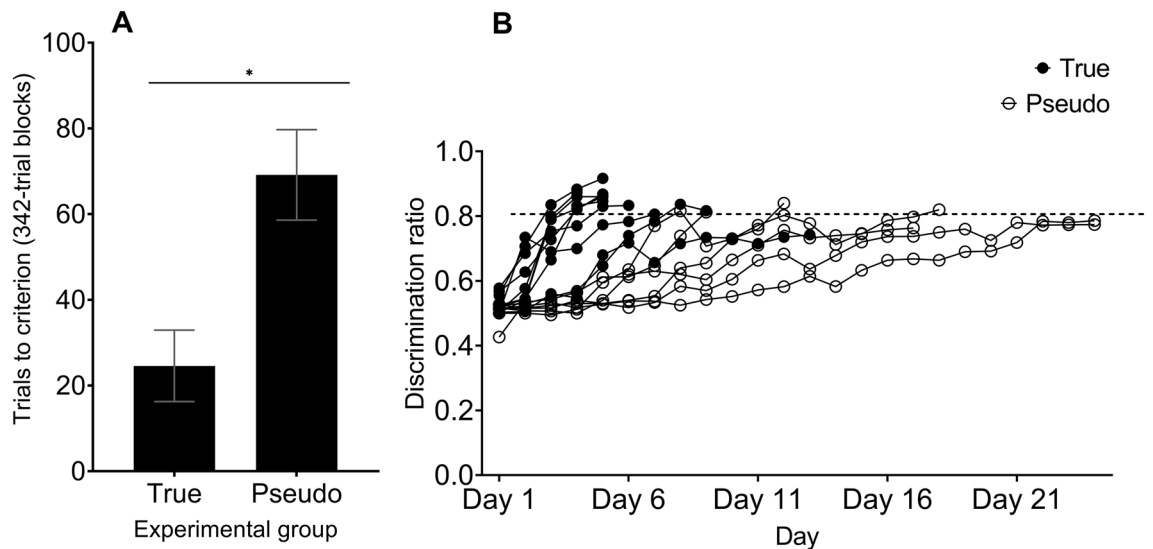 A
Trials to criterion (342-trial blocks)
100
80
60
40
20
0
*
True
Pseudo
Experimental group
B
True
Pseudo
Discrimination ratio
1.0
0.8
0.6
0.4
0.2
0.0
Day 1
Day 6
Day 11
Day 16
Day 21
Day